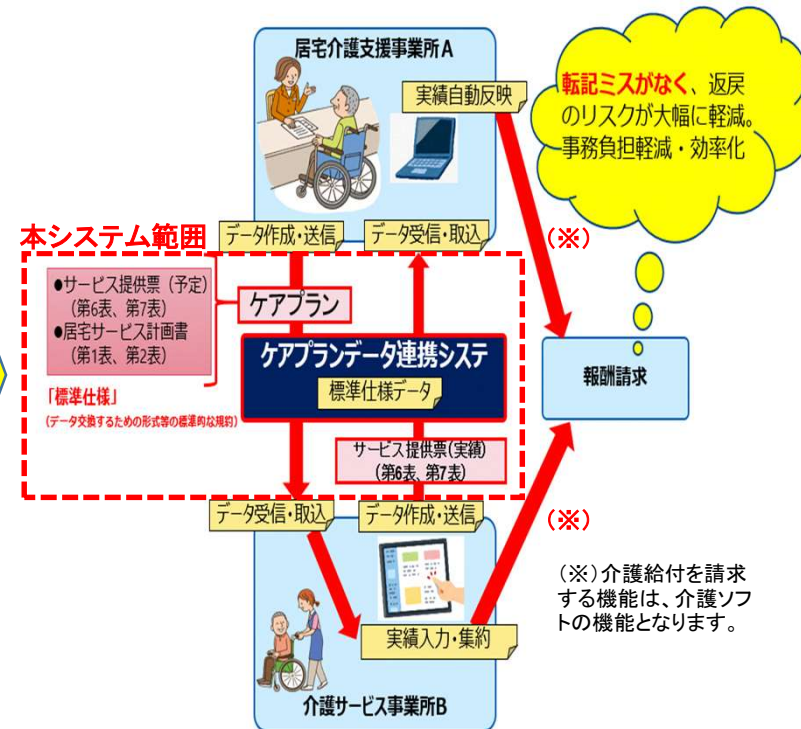 居宅介護支援事業所A
実績自動反映
転記ミスがなく、返戻
のリスクが大幅に軽減。
事務負担軽減・効率化
本システム範囲
データ作成・送信
データ受信・取込
(※)
●サービス提供票（予定）
(第6表、第7表)
●居宅サービス計画書
(第1表、第2表)
ケアプラン
ケアプランデータ連携システ
標準仕様データ
報酬請求
「標準仕様」
(データ交換するための形式等の標準的な規約)
サービス提供票(実績)
(第6表、第7表)
データ受信・取込
データ作成・送信
(※)
実績入力・集約
介護サービス事業所B
(※)介護給付を請求
する機能は、介護ソフ
トの機能となります。